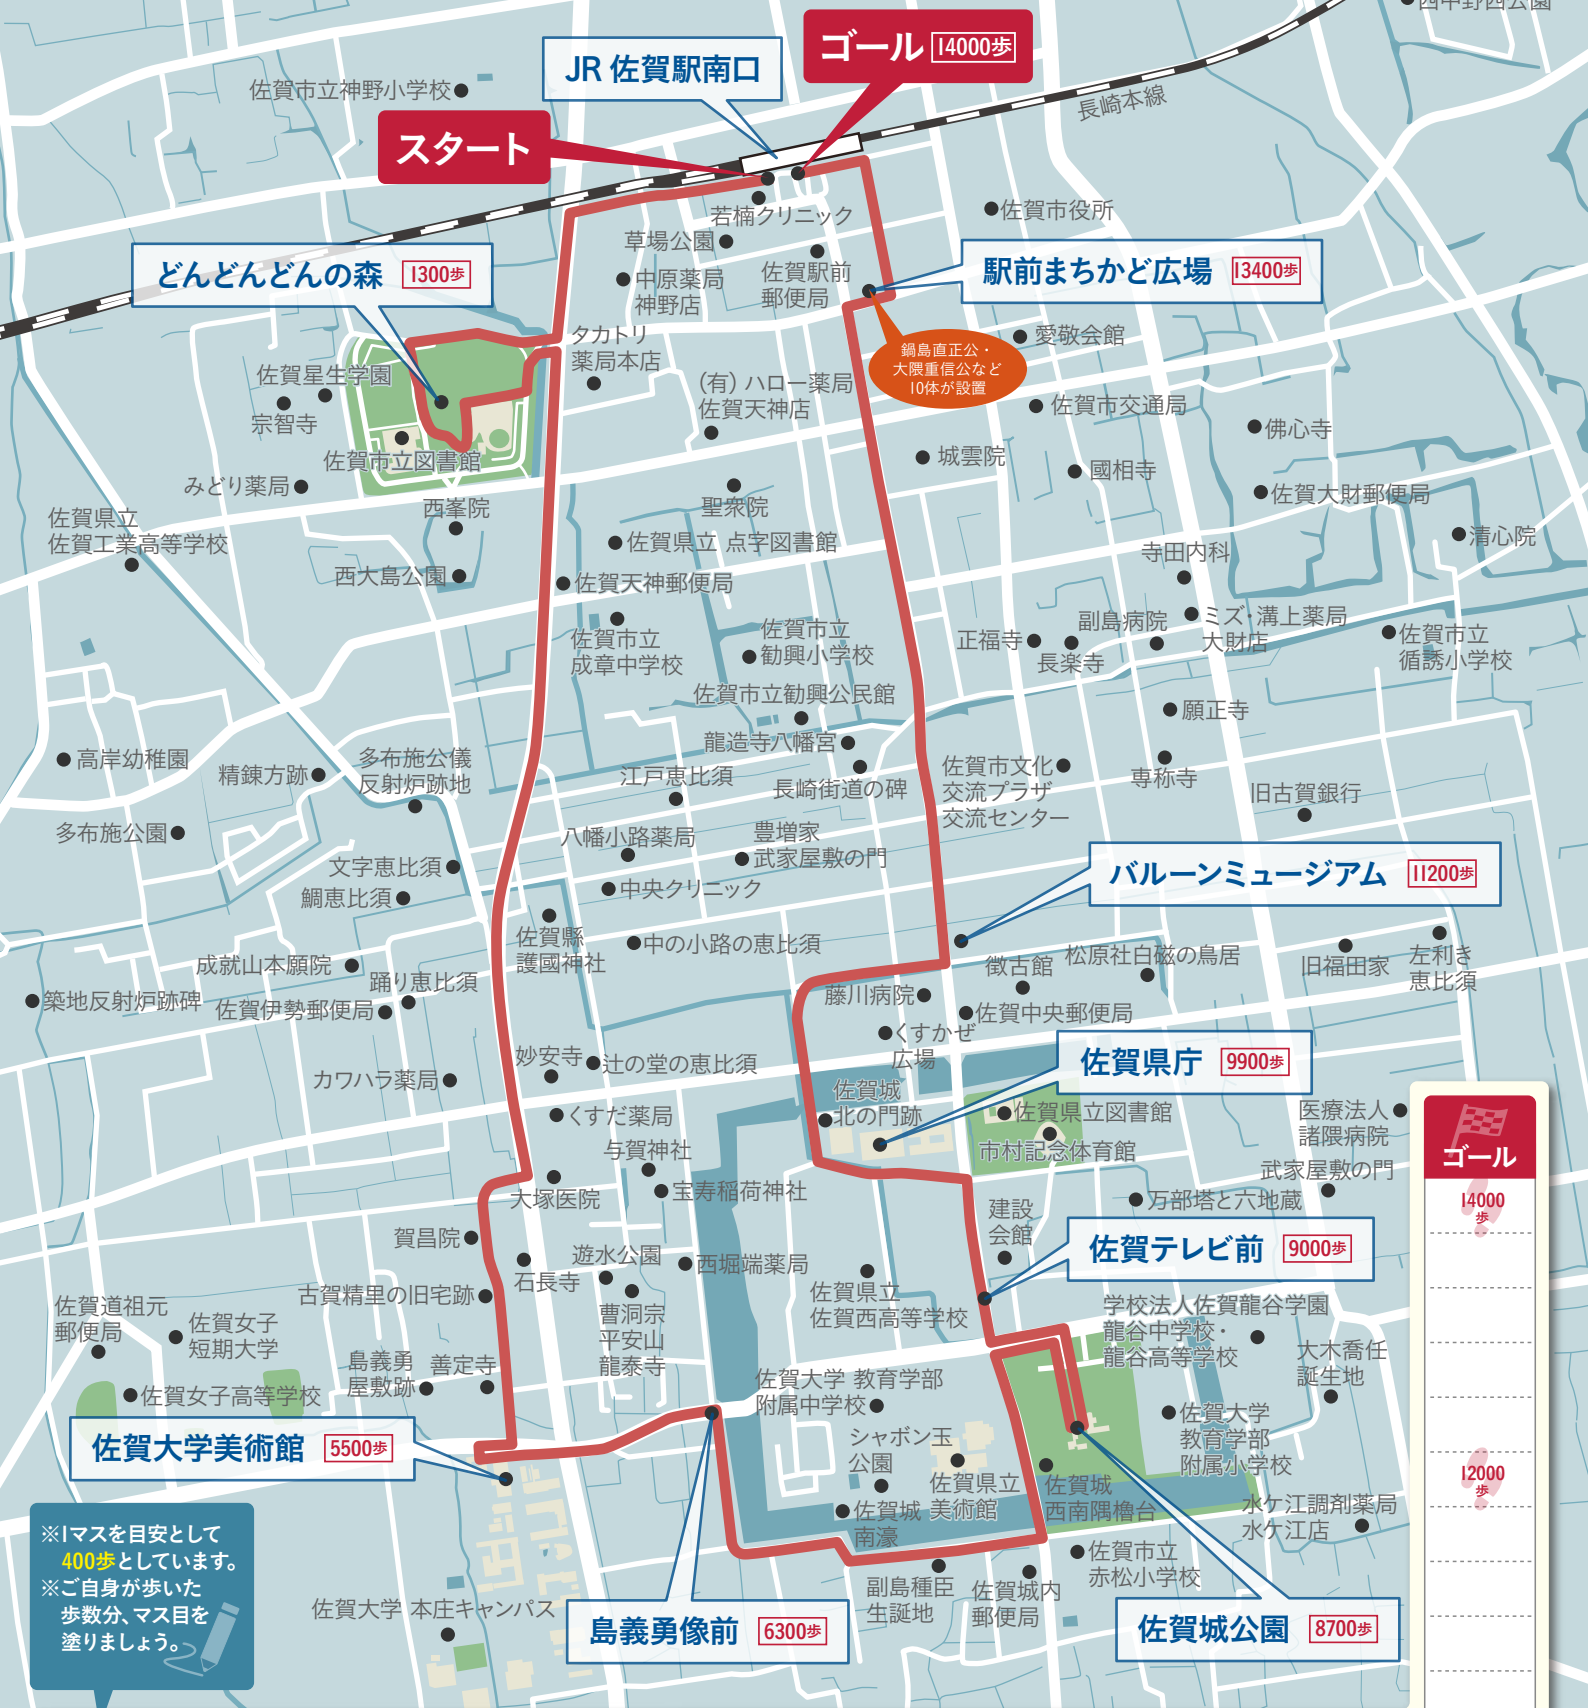 ゴール 14000歩
JR 佐賀駅南口
スタート
長崎本線
佐賀市立神野小学校
若楠クリニック
草場公園
佐賀市役所
中原薬局
神野店
佐賀駅前
郵便局
どんどんどんの森 1300歩
駅前まちかど広場 13400歩
鍋島直正公・
大隈重信公など
10体が設置
タカトリ
薬局本店
愛敬会館
佐賀星生学園
宗智寺
(有) ハロー薬局
佐賀天神店
佐賀市交通局
佛心寺
佐賀市立図書館
城雲院
國相寺
みどり薬局
聖衆院
佐賀大財郵便局
西峯院
佐賀県立
佐賀工業高等学校
佐賀県立 点字図書館
清心院
寺田内科
西大島公園
佐賀天神郵便局
佐賀市立
成章中学校
佐賀市立
勧興小学校
正福寺
長楽寺
副島病院
ミズ・溝上薬局
大財店
佐賀市立
循誘小学校
佐賀市立勧興公民館
願正寺
龍造寺八幡宮
高岸幼稚園
精錬方跡
多布施公儀
反射炉跡地
江戸恵比須
長崎街道の碑
佐賀市文化
交流プラザ
交流センター
専称寺
旧古賀銀行
多布施公園
八幡小路薬局
豊増家
武家屋敷の門
文字恵比須
中央クリニック
鯛恵比須
バルーンミュージアム 11200歩
佐賀縣
護國神社
中の小路の恵比須
成就山本願院
徴古館
松原社白磁の鳥居
旧福田家
左利き
恵比須
踊り恵比須
藤川病院
築地反射炉跡碑
佐賀伊勢郵便局
佐賀中央郵便局
くすかぜ
広場
佐賀県庁 9900歩
妙安寺
辻の堂の恵比須
カワハラ薬局
佐賀城
北の門跡
くすだ薬局
佐賀県立図書館
市村記念体育館
医療法人
諸隈病院
与賀神社
大塚医院
宝寿稲荷神社
武家屋敷の門
万部塔と六地蔵
建設
会館
賀昌院
佐賀テレビ前 9000歩
石長寺
遊水公園
西堀端薬局
佐賀県立
佐賀西高等学校
古賀精里の旧宅跡
曹洞宗
平安山
龍泰寺
佐賀道祖元
郵便局
佐賀女子
短期大学
学校法人佐賀龍谷学園
龍谷中学校・
龍谷高等学校
島義勇
屋敷跡
善定寺
大木喬任
誕生地
佐賀女子高等学校
佐賀大学 教育学部
附属中学校
佐賀大学
教育学部
附属小学校
佐賀大学美術館 5500歩
シャボン玉
公園
佐賀県立
美術館
佐賀城
西南隅櫓台
佐賀城
南濠
水ケ江調剤薬局
水ケ江店
佐賀市立
赤松小学校
副島種臣
生誕地
佐賀城内
郵便局
佐賀大学 本庄キャンパス
島義勇像前 6300歩
佐賀城公園 8700歩
※1マスを目安として
400歩としています。
※ご自身が歩いた
歩数分、マス目を
塗りましょう。
ゴール
14000
歩
12000
歩